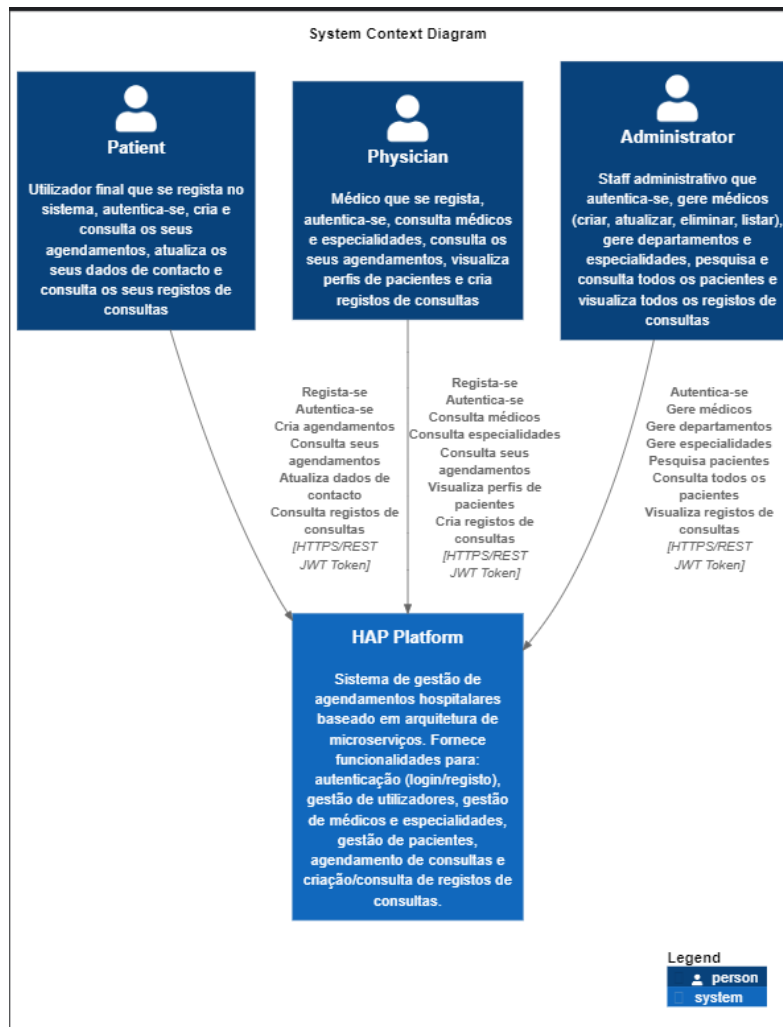 System Context Diagram
Patient
Utilizador final que se regista no
sistema, autentica-se, cria e
consulta os seus
agendamentos, atualiza os
seus dados de contacto e
consulta os seus registos de
consultas
Physician
Médico que se regista,
autentica-se, consulta médicos
e especialidades, consulta os
seus agendamentos, visualiza
perfis de pacientes e cria
registos de consultas
Administrator
Staff administrativo que
autentica-se, gere médicos
(criar, atualizar, eliminar, listar),
gere departamentos e
especialidades, pesquisa e
consulta todos os pacientes e
visualiza todos os registos de
consultas
Regista-se
Autentica-se
Cria agendamentos
Consulta seus
agendamentos
Atualiza dados de
contacto
Consulta registos de
consultas
[HTTPS/REST
JWT Token]
Regista-se
Autentica-se
Consulta médicos
Consulta especialidades
Consulta seus
agendamentos
Visualiza perfis de
pacientes
Cria registos de
consultas
[HTTPS/REST
JWT Token]
Autentica-se
Gere médicos
Gere departamentos
Gere especialidades
Pesquisa pacientes
Consulta todos os
pacientes
Visualiza registos de
consultas
[HTTPS/REST
JWT Token]
HAP Platform
Sistema de gestão de
agendamentos hospitalares
baseado em arquitetura de
microserviços. Fornece
funcionalidades para:
autenticação (login/registo),
gestão de utilizadores, gestão
de médicos e especialidades,
gestão de pacientes,
agendamento de consultas e
criação/consulta de registos de
consultas.
Legend
person
system